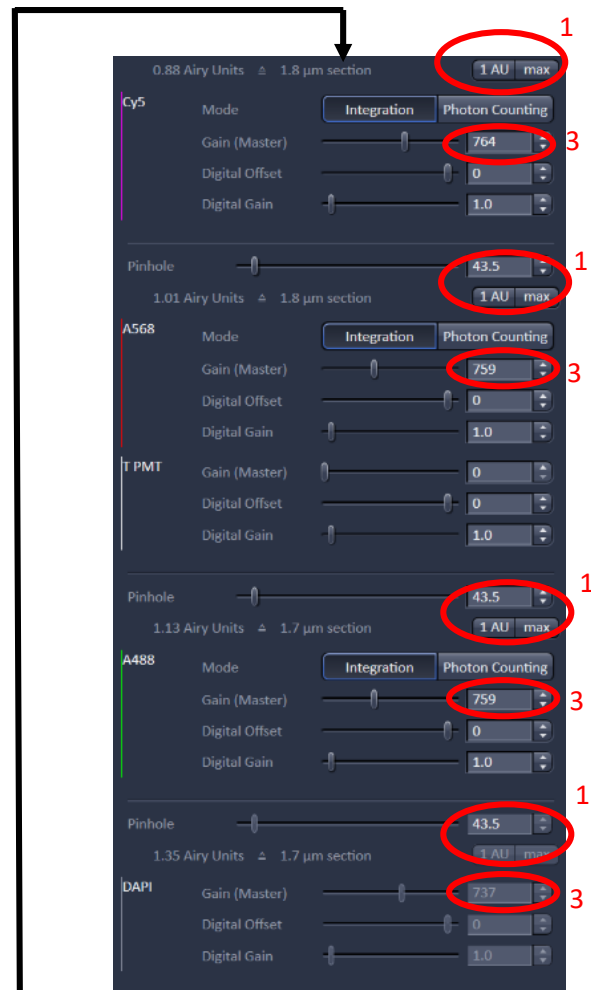 1
0.88 Airy Units ≙ 1.8 µm section 1 AU max
Cy5 Mode Integration Photon Counting
Gain (Master) 764 3
Digital Offset 0
Digital Gain 1.0
Pinhole 43.5 1
1.01 Airy Units ≙ 1.8 µm section 1 AU max
A568 Mode Integration Photon Counting
Gain (Master) 759 3
Digital Offset 0
Digital Gain 1.0
T PMT Gain (Master) 0
Digital Offset 0
Digital Gain 1.0
1
Pinhole 43.5
1.13 Airy Units ≙ 1.7 µm section 1 AU max
A488 Mode Integration Photon Counting
Gain (Master) 759 3
Digital Offset 0
Digital Gain 1.0
1
Pinhole 43.5
1.35 Airy Units ≙ 1.7 µm section 1 AU max
DAPI Gain (Master) 737 3
Digital Offset 0
Digital Gain 1.0